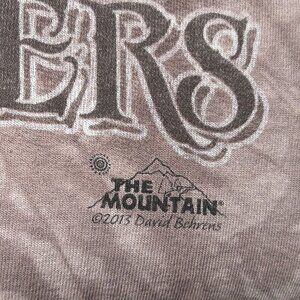 ERS
THE
MOUNTAIN®
©2013 David Behrens